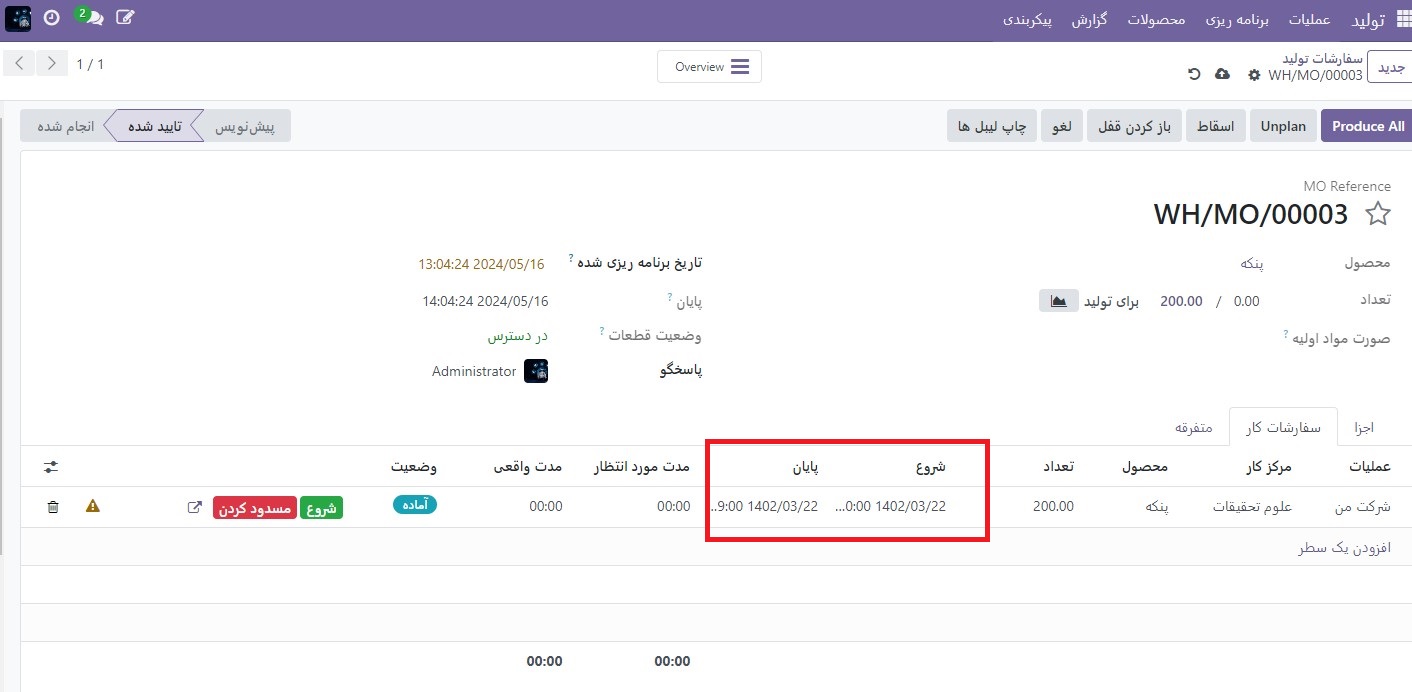 تولید عملیات برنامه ریزی محصولات گزارش پیکربندی 2
جدید سفارشات تولید
WH/MO/00003
Overview
1 / 1
Produce All Unplan اسقاط باز کردن قفل لغو چاپ لیبل ها
پیش‌نویس تایید شده انجام شده
MO Reference
WH/MO/00003
محصول پنکه
تعداد 0.00 / 200.00 برای تولید
صورت مواد اولیه ?
تاریخ برنامه ریزی شده ? 2024/05/16 13:04:24
پایان ? 2024/05/16 14:04:24
وضعیت قطعات ? در دسترس
پاسخگو Administrator
اجزا سفارشات کار متفرقه
عملیات مرکز کار محصول تعداد شروع پایان مدت مورد انتظار مدت واقعی وضعیت
شرکت من علوم تحقیقات پنکه 200.00 1402/03/22 0:00... 1402/03/22 9:00.. 00:00 00:00 آماده شروع مسدود کردن
افزودن یک سطر
00:00 00:00